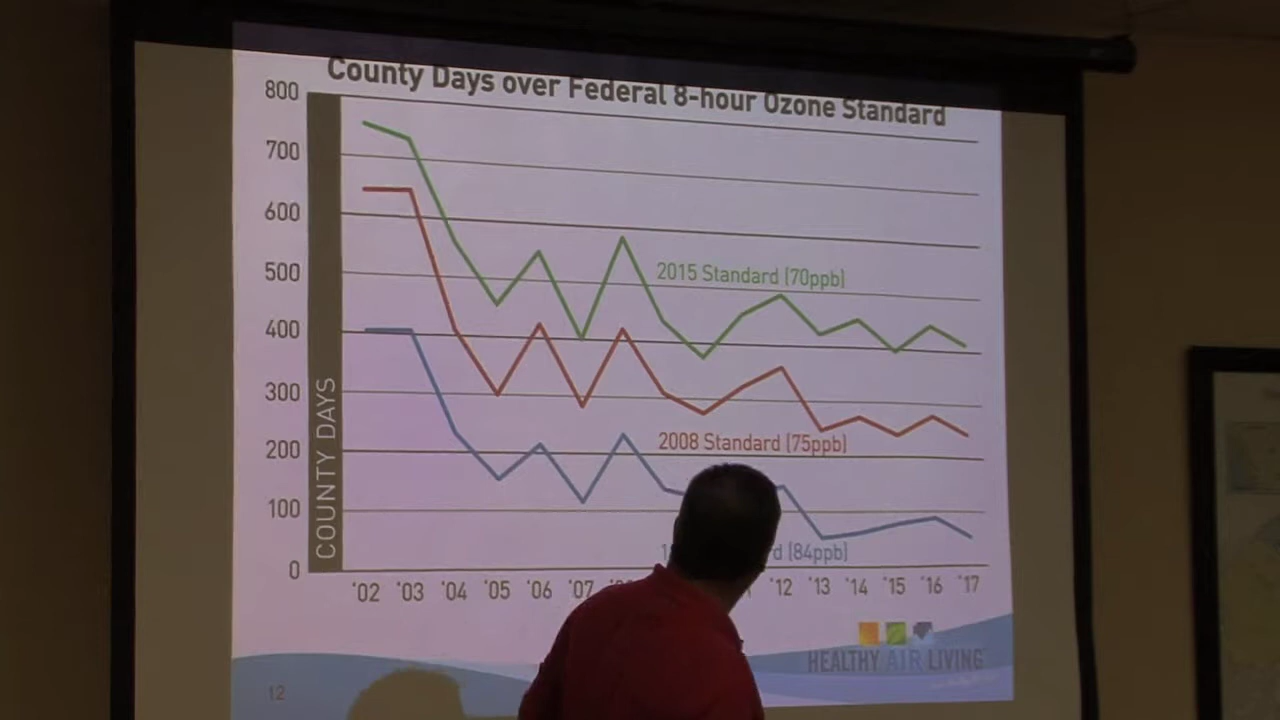 County Days over Federal 8-hour Ozone Standard
800
700
600
500
400
300
200
100
0
COUNTY DAYS
2015 Standard (70ppb)
2008 Standard (75ppb)
(84ppb)
'02 '03 '04 '05 '06 '07 '12 '13 '14 '15 '16 '17
HEALTHY AIR LIVING
12